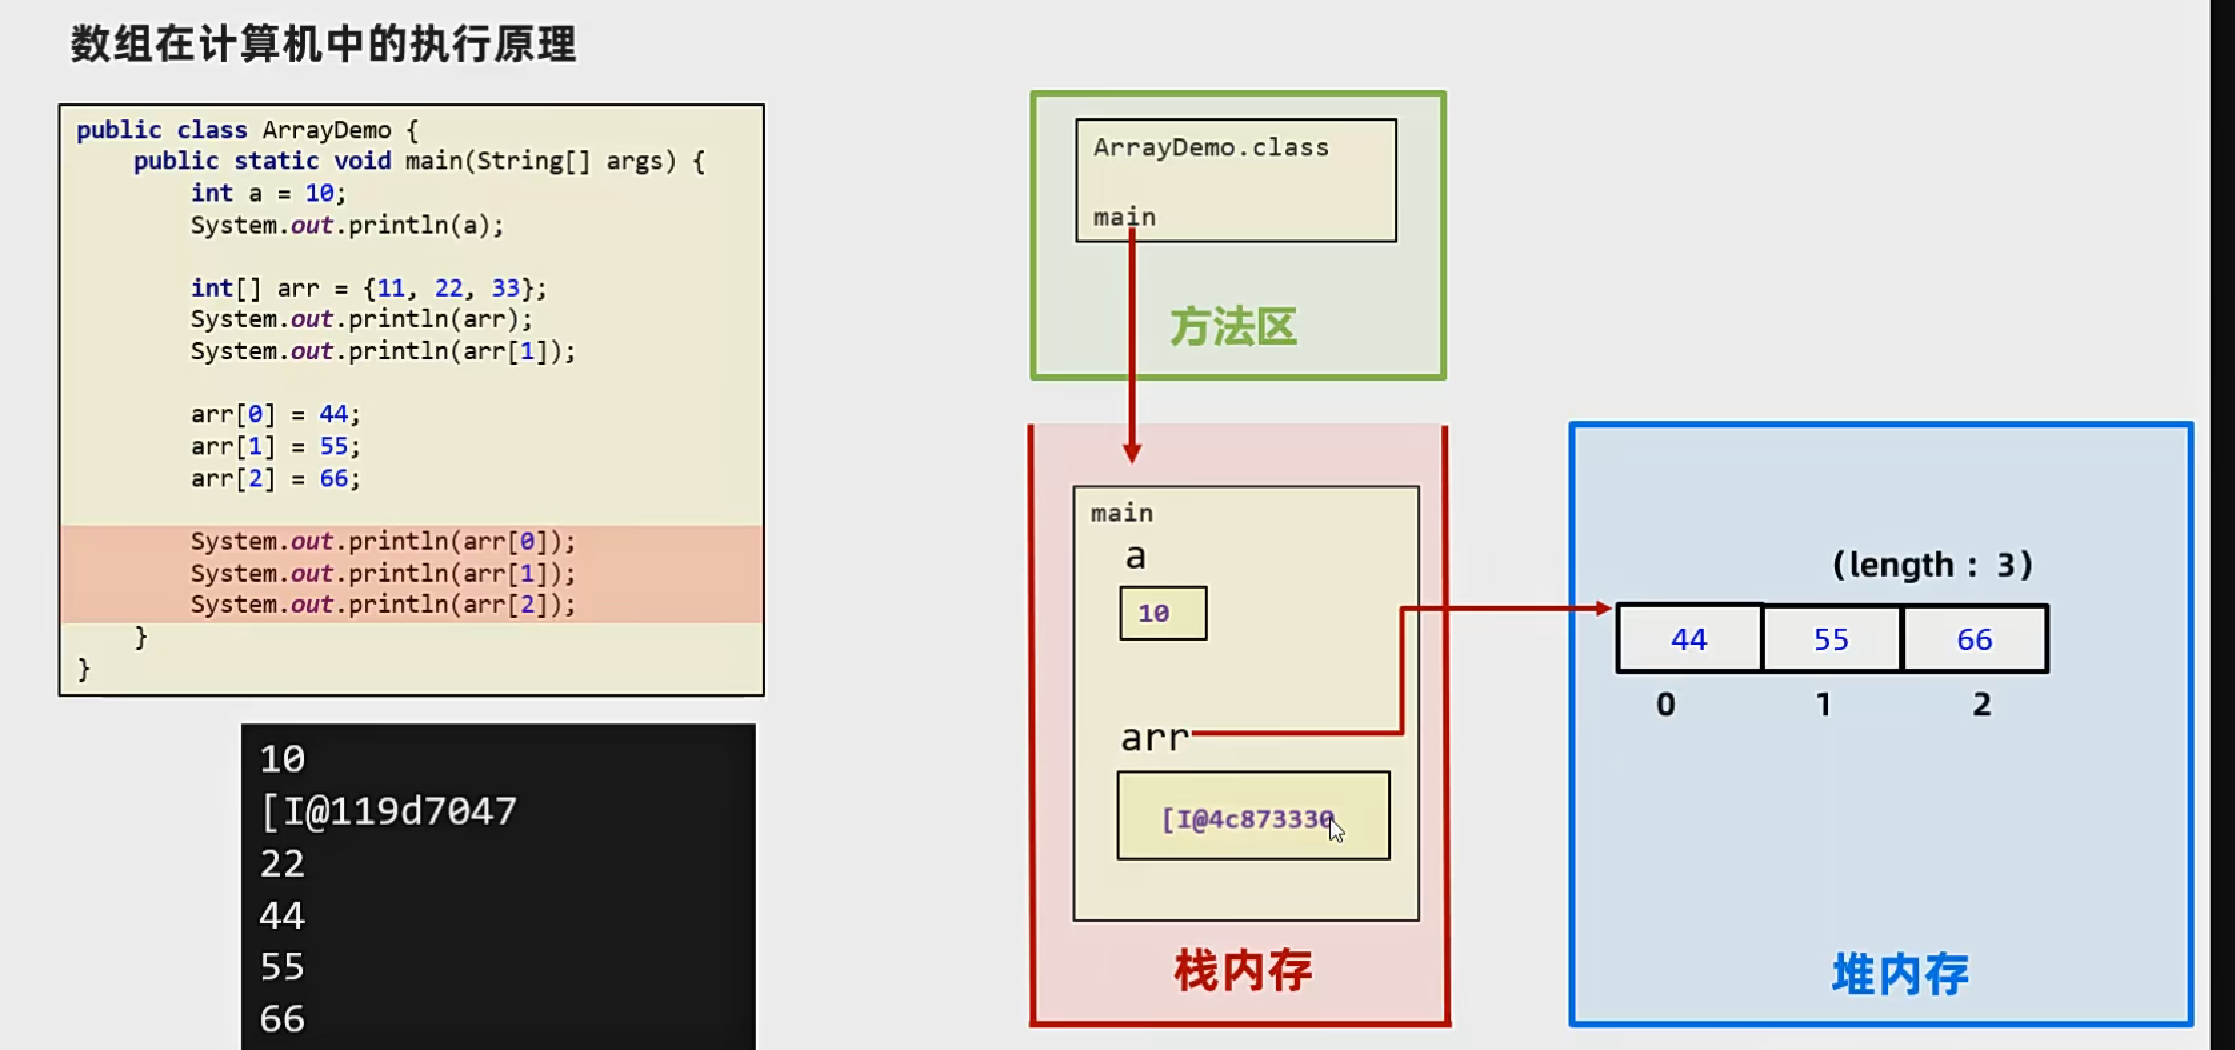 数组在计算机中的执行原理
public class ArrayDemo {
    public static void main(String[] args) {
        int a = 10;
        System.out.println(a);
        int[] arr = {11, 22, 33};
        System.out.println(arr);
        System.out.println(arr[1]);
        arr[0] = 44;
        arr[1] = 55;
        arr[2] = 66;
        System.out.println(arr[0]);
        System.out.println(arr[1]);
        System.out.println(arr[2]);
    }
}
10
[I@119d7047
22
44
55
66
ArrayDemo.class
main
方法区
main
a
10
arr
[I@4c873330
栈内存
(length : 3)
44 55 66
0 1 2
堆内存